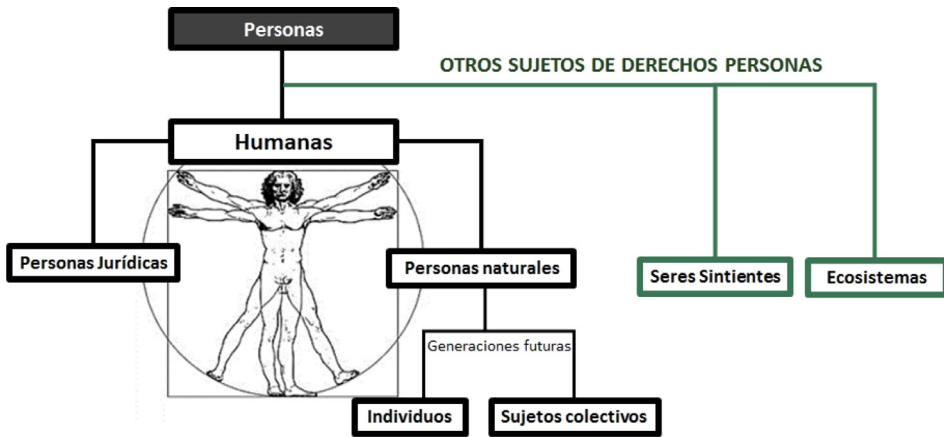 Personas
OTROS SUJETOS DE DERECHOS PERSONAS
Humanas
Personas Jurídicas
Personas naturales
Seres Sintientes
Ecosistemas
Generaciones futuras
Individuos
Sujetos colectivos